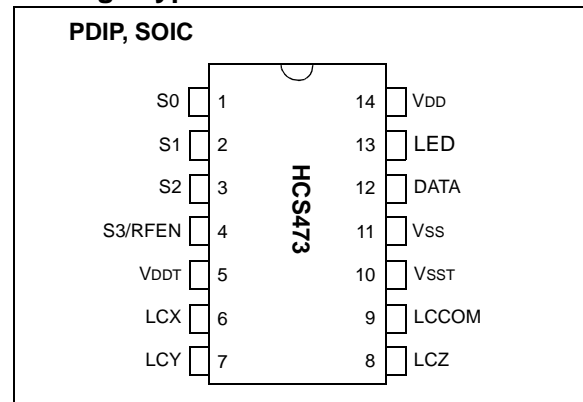 PDIP, SOIC
S0 1 14 VDD
S1 2 13 LED
S2 3 12 DATA
S3/RFEN 4 11 VSS
VDDT 5 10 VSST
LCX 6 9 LCCOM
LCY 7 8 LCZ
HCS473